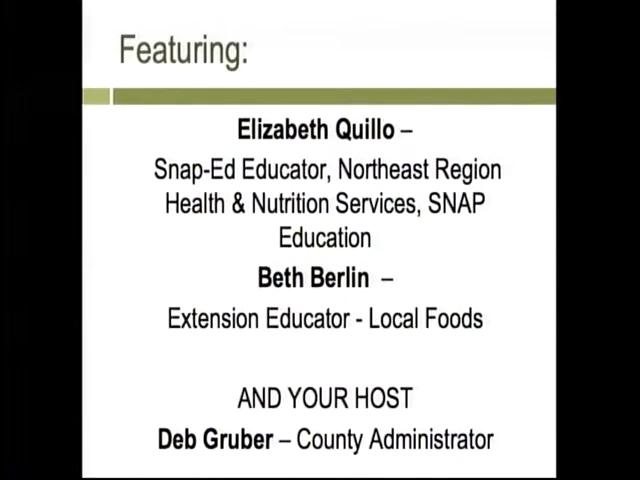 Featuring:
Elizabeth Quillo –
Snap-Ed Educator, Northeast Region
Health & Nutrition Services, SNAP
Education
Beth Berlin –
Extension Educator - Local Foods
AND YOUR HOST
Deb Gruber – County Administrator